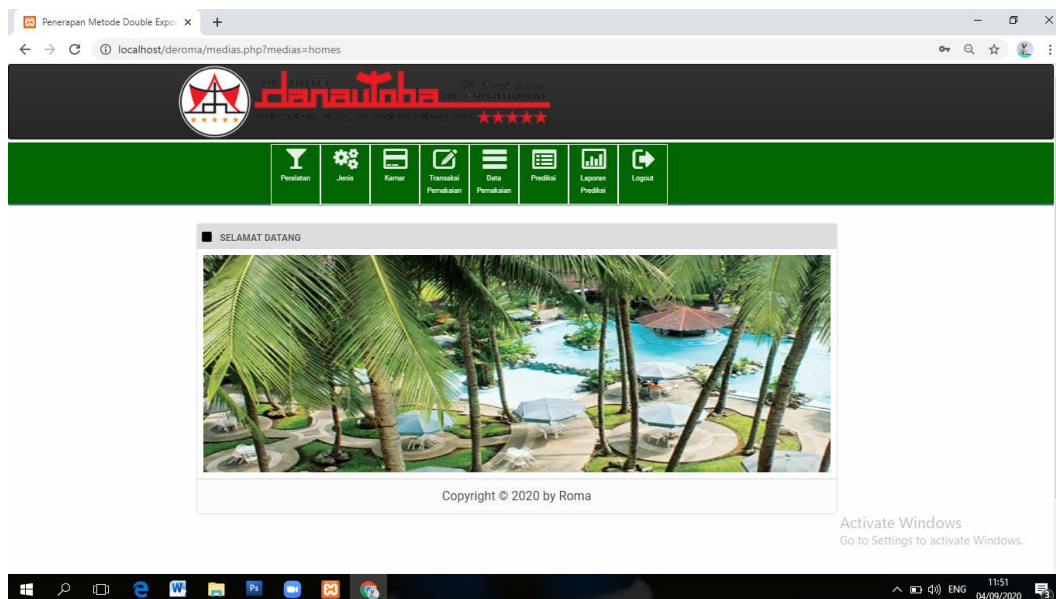 Penerapan Metode Double Expo
localhost/deroma/medias.php?medias=homes
danautoba
INTERNATIONAL
Peralatan
Jenis
Kamar
Transaksi
Pemakaian
Data
Pemakaian
Prediksi
Laporan
Prediksi
Logout
SELAMAT DATANG
Copyright © 2020 by Roma
Activate Windows
Go to Settings to activate Windows.
ENG
11:51
04/09/2020